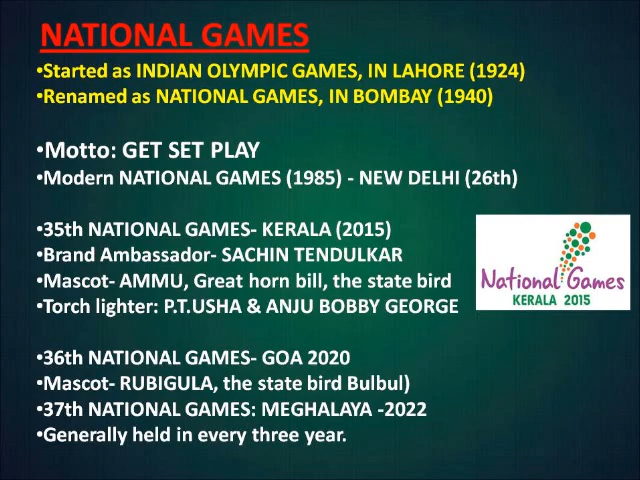 NATIONAL GAMES
•Started as INDIAN OLYMPIC GAMES, IN LAHORE (1924)
•Renamed as NATIONAL GAMES, IN BOMBAY (1940)
•Motto: GET SET PLAY
•Modern NATIONAL GAMES (1985) - NEW DELHI (26th)
•35th NATIONAL GAMES- KERALA (2015)
•Brand Ambassador- SACHIN TENDULKAR
•Mascot- AMMU, Great horn bill, the state bird
•Torch lighter: P.T.USHA & ANJU BOBBY GEORGE
National Games
KERALA 2015
•36th NATIONAL GAMES- GOA 2020
•Mascot- RUBIGULA, the state bird Bulbul)
•37th NATIONAL GAMES: MEGHALAYA -2022
•Generally held in every three year.